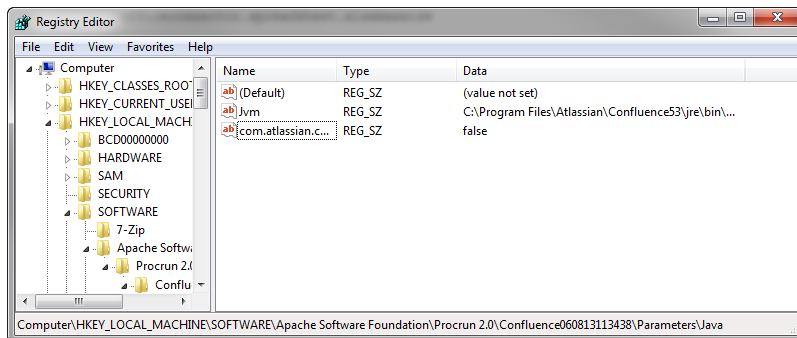 Registry Editor
File Edit View Favorites Help
Computer
HKEY_CLASSES_ROOT
HKEY_CURRENT_USE
HKEY_LOCAL_MACH
BCD00000000
HARDWARE
SAM
SECURITY
SOFTWARE
7-Zip
Apache Softwa
Procrun 2.0
Conflu
Name Type Data
(Default) REG_SZ (value not set)
Jvm REG_SZ C:\Program Files\Atlassian\Confluence53\jre\bin\...
com.atlassian.c... REG_SZ false
Computer\HKEY_LOCAL_MACHINE\SOFTWARE\Apache Software Foundation\Procrun 2.0\Confluence060813113438\Parameters\Java